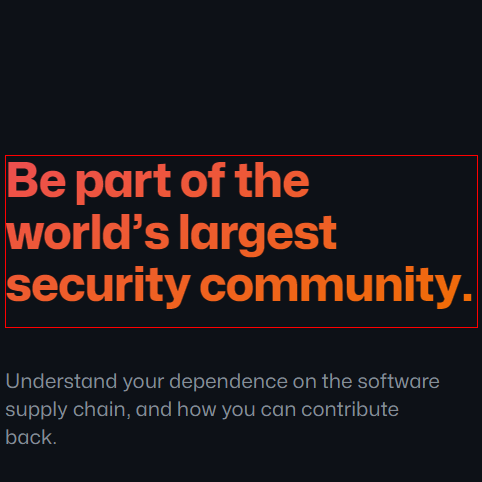 Be part of the
world’s largest
security community.
Understand your dependence on the software
supply chain, and how you can contribute
back.